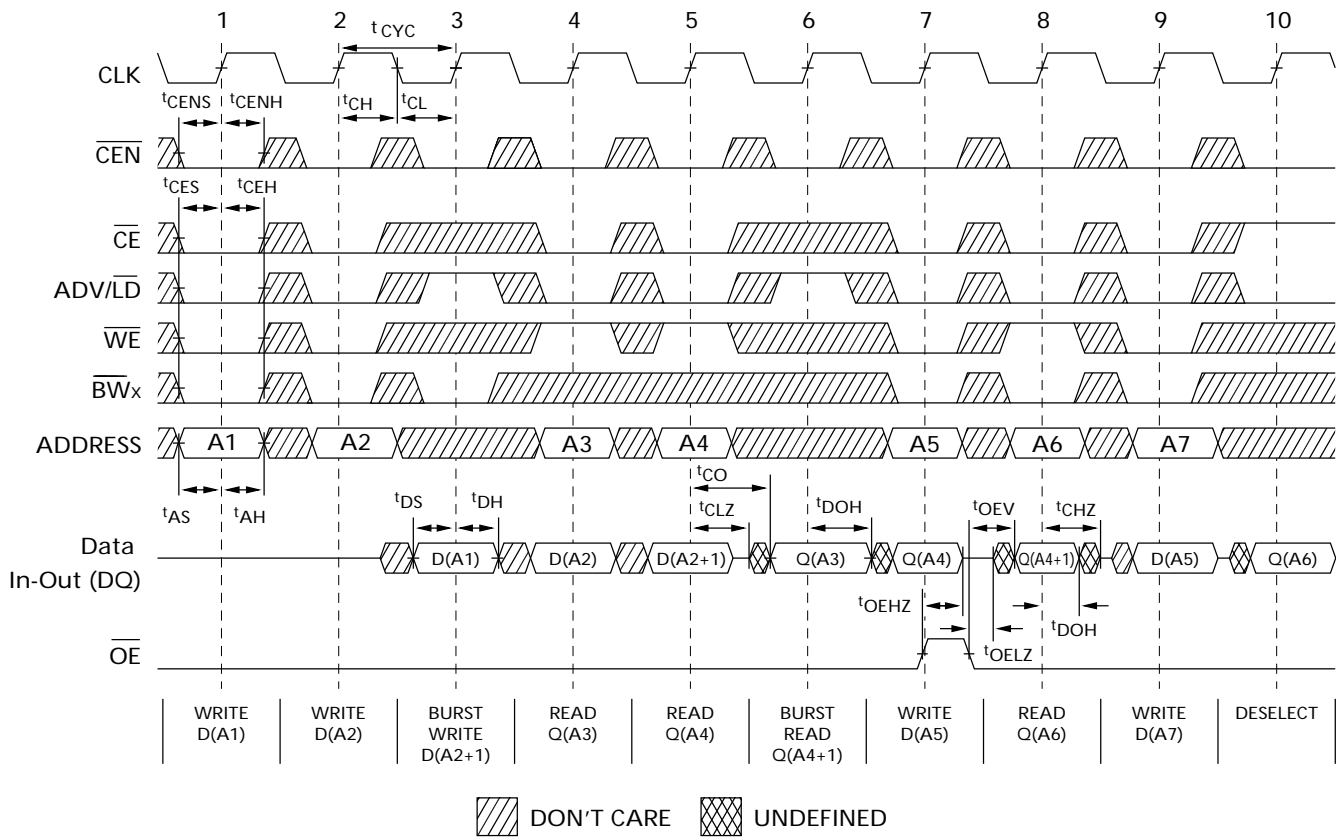 1 2 3 4 5 6 7 8 9 10
t CYC
CLK
tCENS tCENH tCH tCL
CEN
tCES tCEH
CE
ADV/LD
WE
BWx
ADDRESS A1 A2 A3 A4 A5 A6 A7
tCO
tAS tAH tDS tDH tCLZ tDOH tOEV tCHZ
Data
In-Out (DQ)
D(A1) D(A2) D(A2+1) Q(A3) Q(A4) Q(A4+1) D(A5) Q(A6)
tOEHZ tDOH
tOELZ
OE
WRITE
D(A1)
WRITE
D(A2)
BURST
WRITE
D(A2+1)
READ
Q(A3)
READ
Q(A4)
BURST
READ
Q(A4+1)
WRITE
D(A5)
READ
Q(A6)
WRITE
D(A7)
DESELECT
DON'T CARE
UNDEFINED